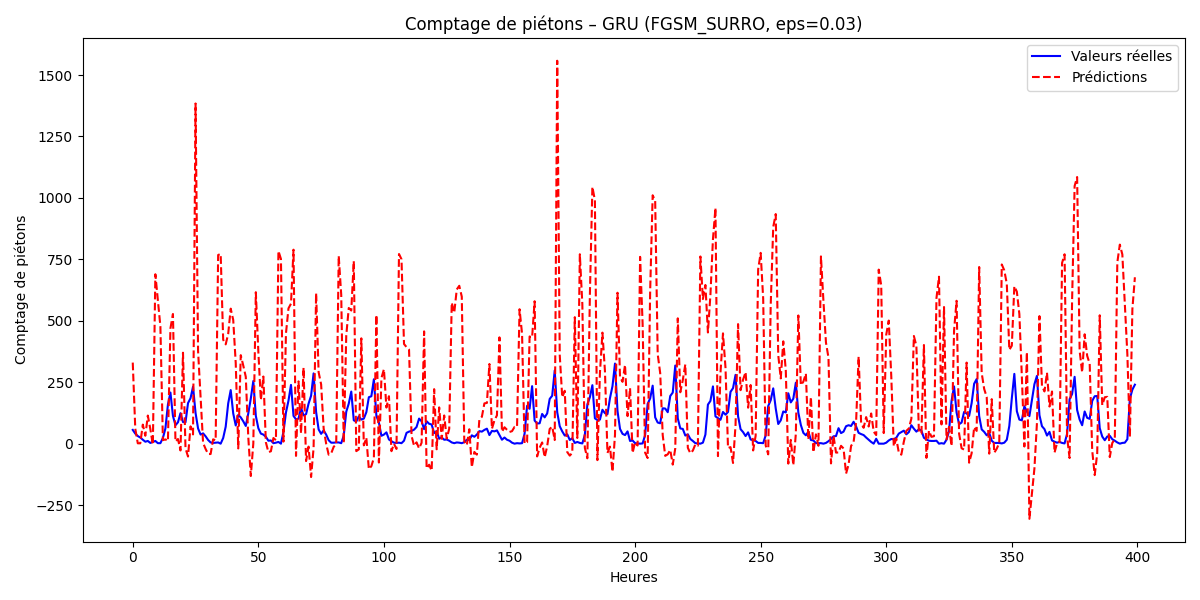 Comptage de piétons – GRU (FGSM_SURRO, eps=0.03)
Valeurs réelles
Prédictions
Comptage de piétons
1500
1250
1000
750
500
250
0
−250
0 50 100 150 200 250 300 350 400
Heures